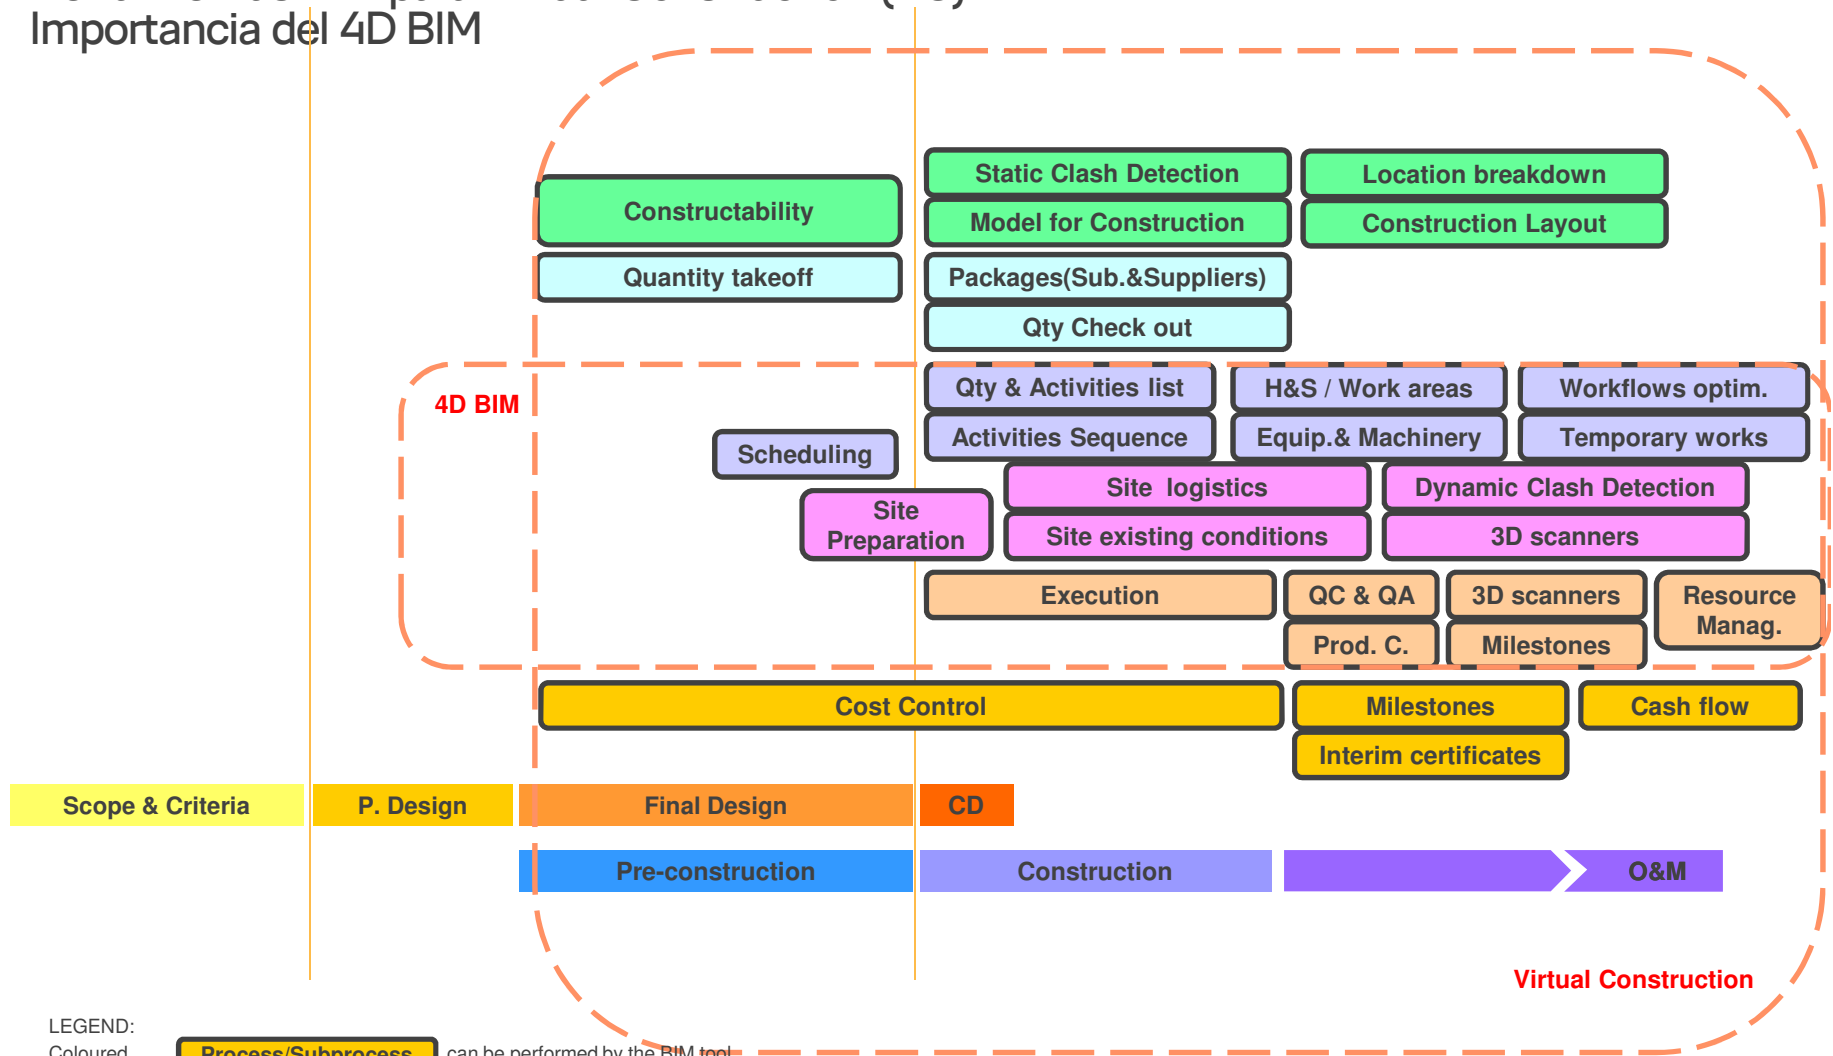 Importancia del 4D BIM
Static Clash Detection
Location breakdown
Constructability
Model for Construction
Construction Layout
Quantity takeoff
Packages(Sub.&Suppliers)
Qty Check out
4D BIM
Qty & Activities list
H&S / Work areas
Workflows optim.
Activities Sequence
Equip.& Machinery
Temporary works
Scheduling
Site logistics
Dynamic Clash Detection
Site
Preparation
Site existing conditions
3D scanners
Execution
QC & QA
3D scanners
Resource
Manag.
Prod. C.
Milestones
Cost Control
Milestones
Cash flow
Interim certificates
Scope & Criteria
P. Design
Final Design
CD
Pre-construction
Construction
O&M
Virtual Construction
LEGEND:
Coloured Process/Subprocess can be performed by the BIM tool